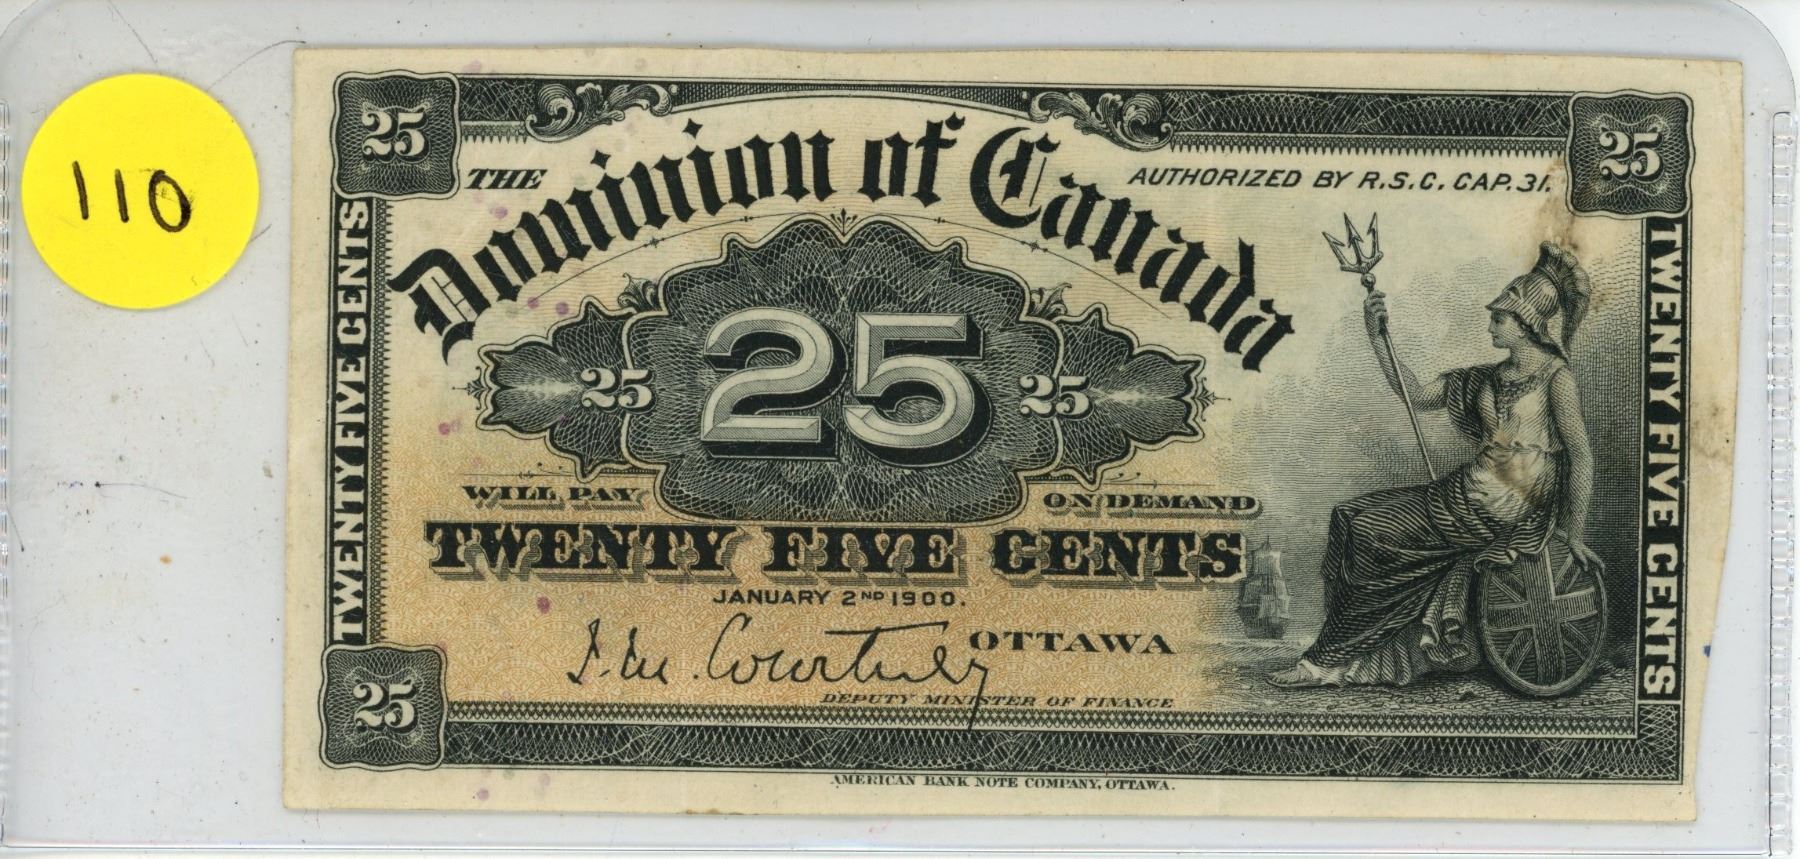 110
25
25
THE
Dominion of Canada
AUTHORIZED BY R.S.C. CAP. 31.
TWENTY FIVE CENTS
TWENTY FIVE CENTS
25
25
25
WILL PAY
ON DEMAND
TWENTY FIVE CENTS
JANUARY 2ND 1900.
J. M. Courtney
OTTAWA
DEPUTY MINISTER OF FINANCE
25
AMERICAN BANK NOTE COMPANY, OTTAWA.